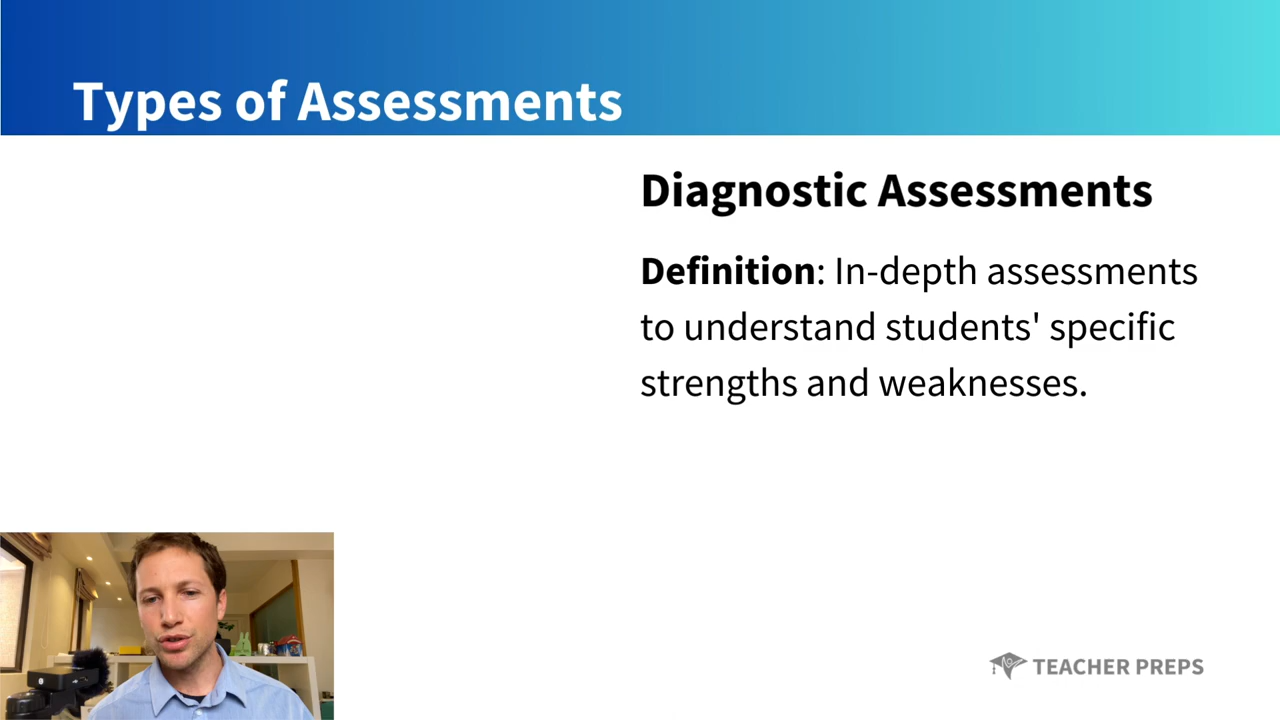 Types of Assessments
Diagnostic Assessments
Definition: In-depth assessments
to understand students' specific
strengths and weaknesses.
TEACHER PREPS